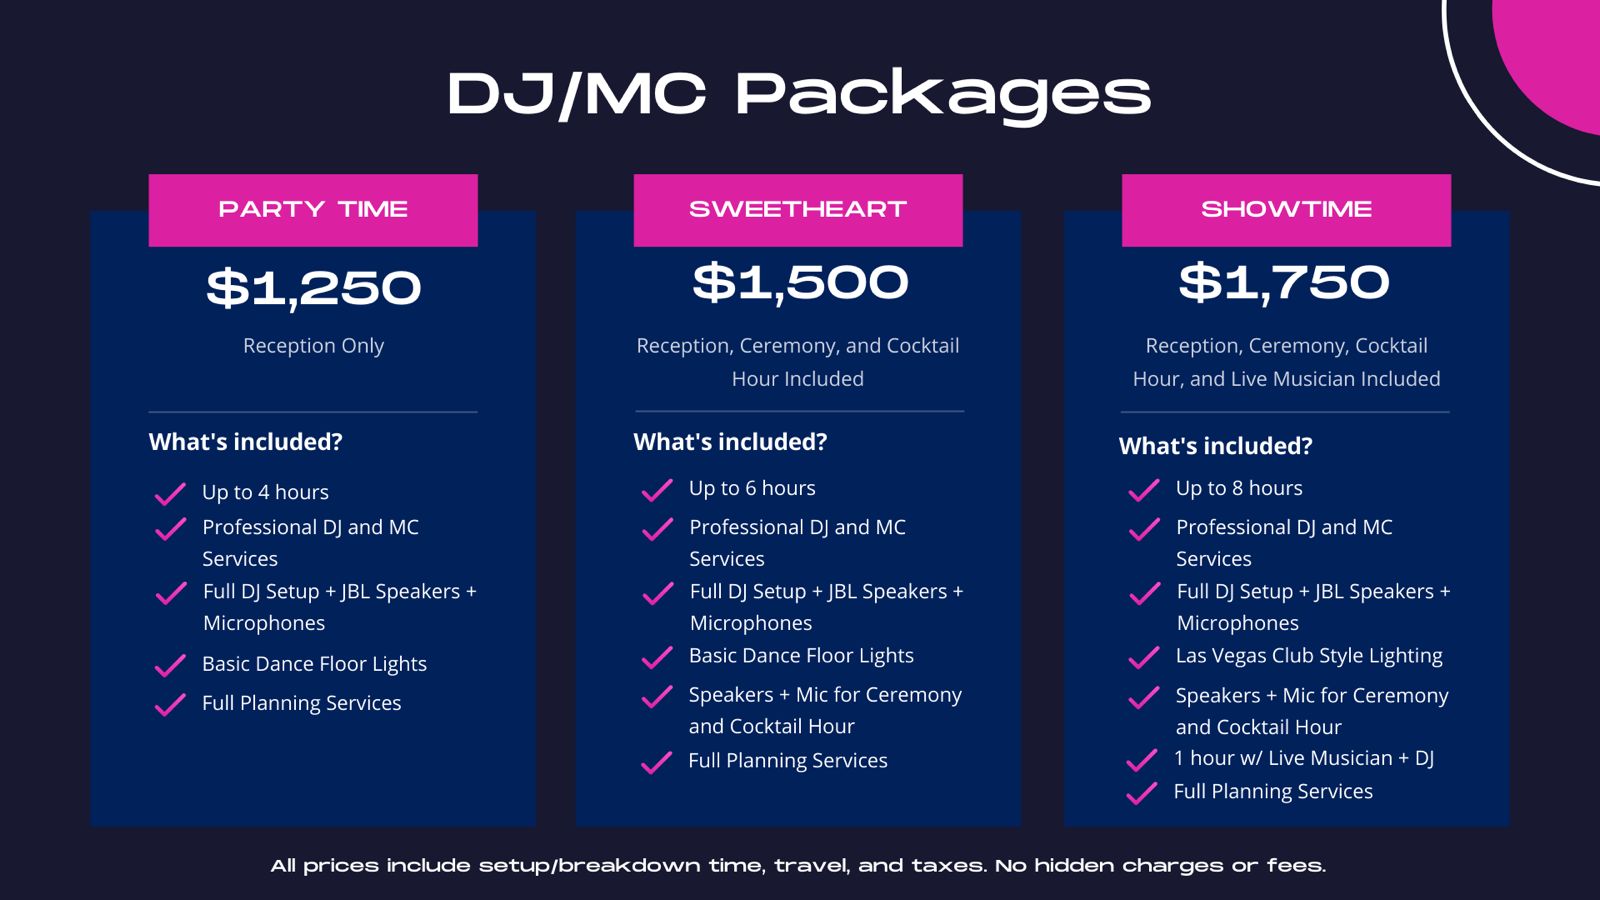 DJ/MC Packages
PARTY TIME
$1,250
Reception Only
What's included?
Up to 4 hours
Professional DJ and MC
Services
Full DJ Setup + JBL Speakers +
Microphones
Basic Dance Floor Lights
Full Planning Services
SWEETHEART
$1,500
Reception, Ceremony, and Cocktail
Hour Included
What's included?
Up to 6 hours
Professional DJ and MC
Services
Full DJ Setup + JBL Speakers +
Microphones
Basic Dance Floor Lights
Speakers + Mic for Ceremony
and Cocktail Hour
Full Planning Services
SHOWTIME
$1,750
Reception, Ceremony, Cocktail
Hour, and Live Musician Included
What's included?
Up to 8 hours
Professional DJ and MC
Services
Full DJ Setup + JBL Speakers +
Microphones
Las Vegas Club Style Lighting
Speakers + Mic for Ceremony
and Cocktail Hour
1 hour w/ Live Musician + DJ
Full Planning Services
All prices include setup/breakdown time, travel, and taxes. No hidden charges or fees.